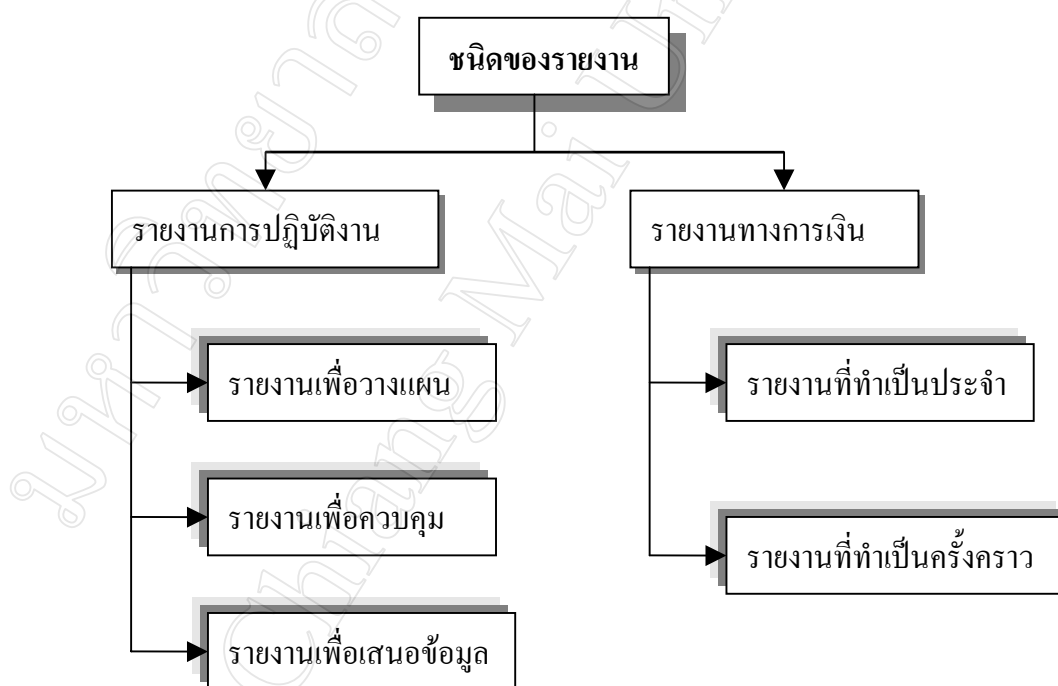 ชนิดของรายงาน
รายงานการปฏิบัติงาน
รายงานทางการเงิน
รายงานเพื่อวางแผน
รายงานที่ทำเป็นประจำ
รายงานเพื่อควบคุม
รายงานที่ทำเป็นครั้งคราว
รายงานเพื่อเสนอข้อมูล
Chiang Mai Un